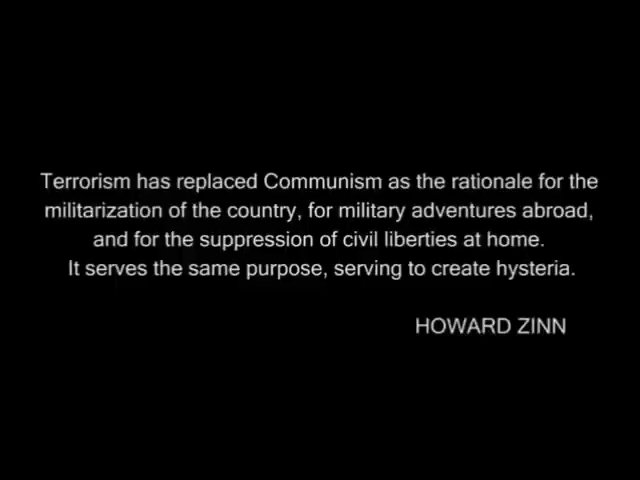 Terrorism has replaced Communism as the rationale for the
militarization of the country, for military adventures abroad,
and for the suppression of civil liberties at home.
It serves the same purpose, serving to create hysteria.
HOWARD ZINN